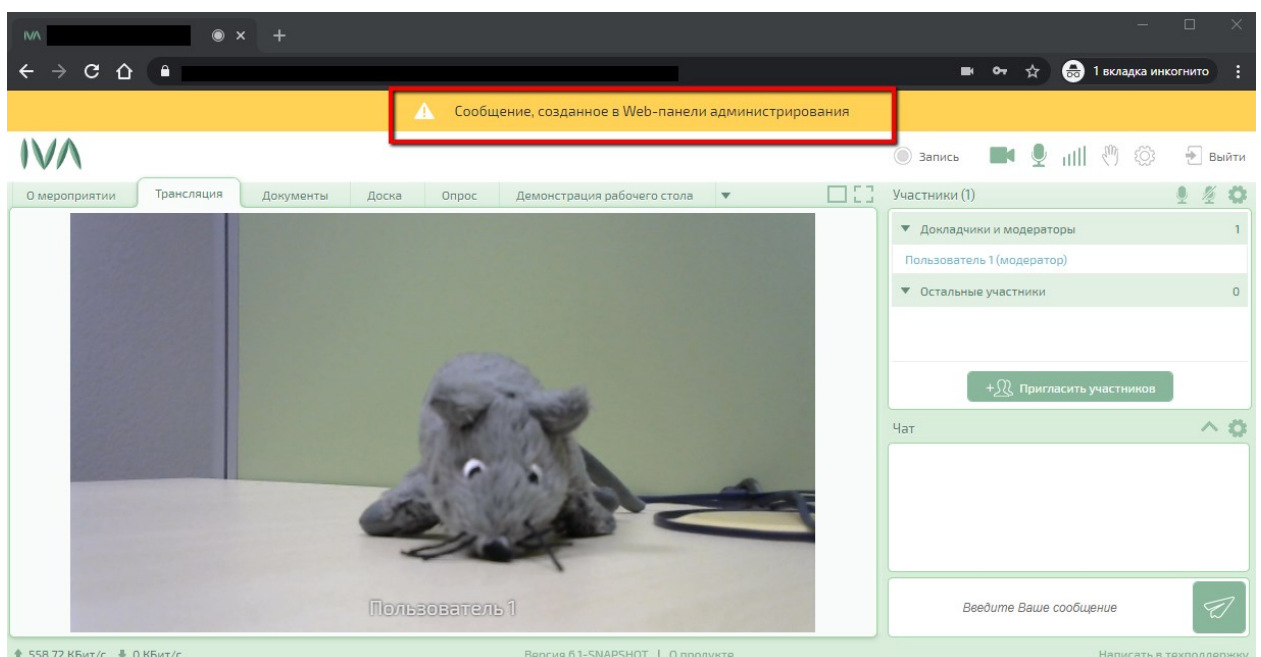 IVA
1 вкладка инкогнито
Сообщение, созданное в Web-панели администрирования
IVA
Запись
Выйти
О мероприятии
Трансляция
Документы
Доска
Опрос
Демонстрация рабочего стола
Участники (1)
Докладчики и модераторы 1
Пользователь 1 (модератор)
Остальные участники 0
+ Пригласить участников
Чат
Пользователь 1
Введите Ваше сообщение
558.72 КБит/с 0 КБит/с
Версия 6.1-SNAPSHOT | О продукте
Написать в техподдержку